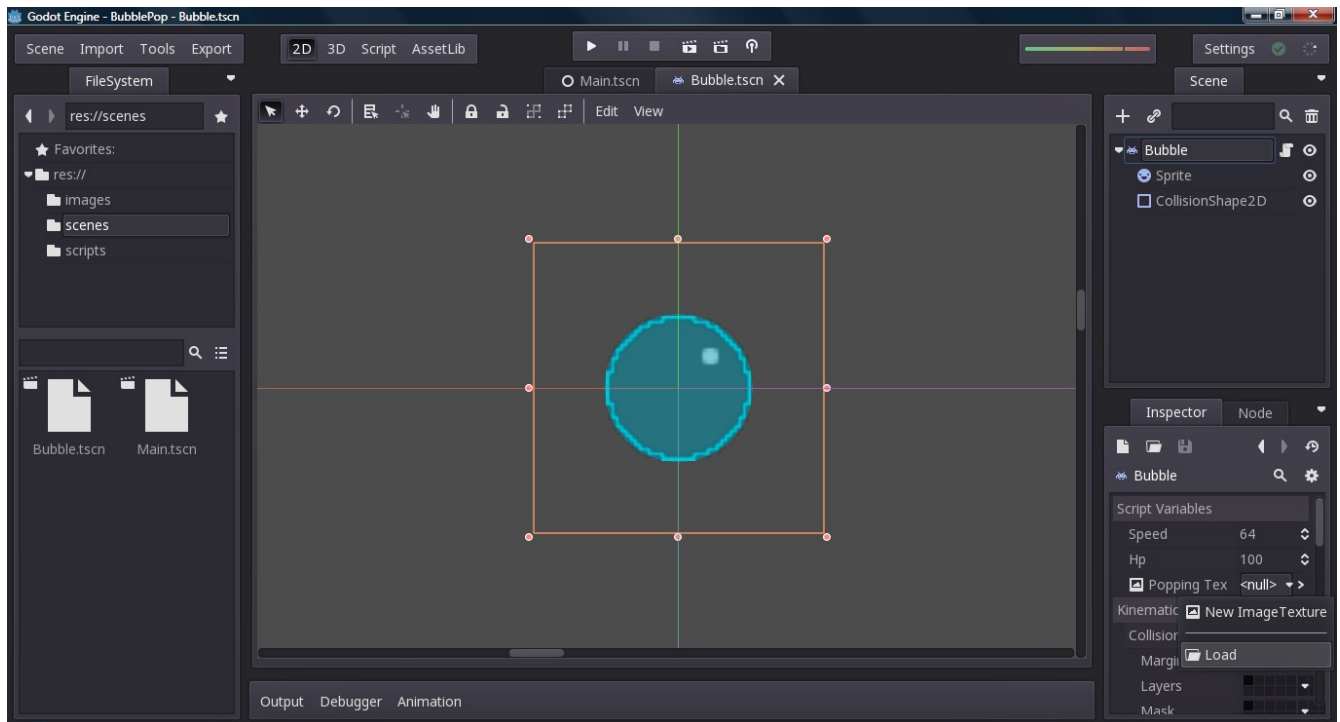 Godot Engine - BubblePop - Bubble.tscn
Scene Import Tools Export
2D 3D Script AssetLib
Settings
FileSystem
Main.tscn
Bubble.tscn
Scene
res://scenes
Edit View
Favorites:
res://
images
scenes
scripts
Bubble
Sprite
CollisionShape2D
Bubble.tscn
Main.tscn
Inspector
Node
Bubble
Script Variables
Speed 64
Hp 100
Popping Tex <null>
Kinematic
New ImageTexture
Collision
Load
Margi
Layers
Mask
Output Debugger Animation